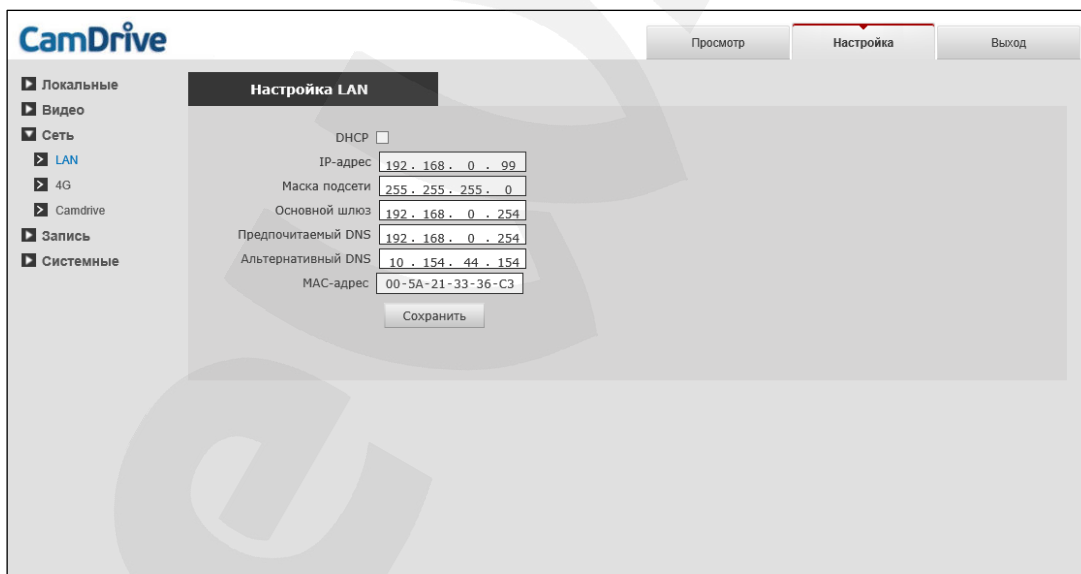 CamDrive
Просмотр
Настройка
Выход
Локальные
Видео
Сеть
LAN
4G
Camdrive
Запись
Системные
Настройка LAN
DHCP
IP-адрес 192. 168. 0 . 99
Маска подсети 255. 255. 255. 0
Основной шлюз 192. 168. 0 . 254
Предпочитаемый DNS 192. 168. 0 . 254
Альтернативный DNS 10 . 154. 44 . 154
MAC-адрес 00-5A-21-33-36-C3
Сохранить